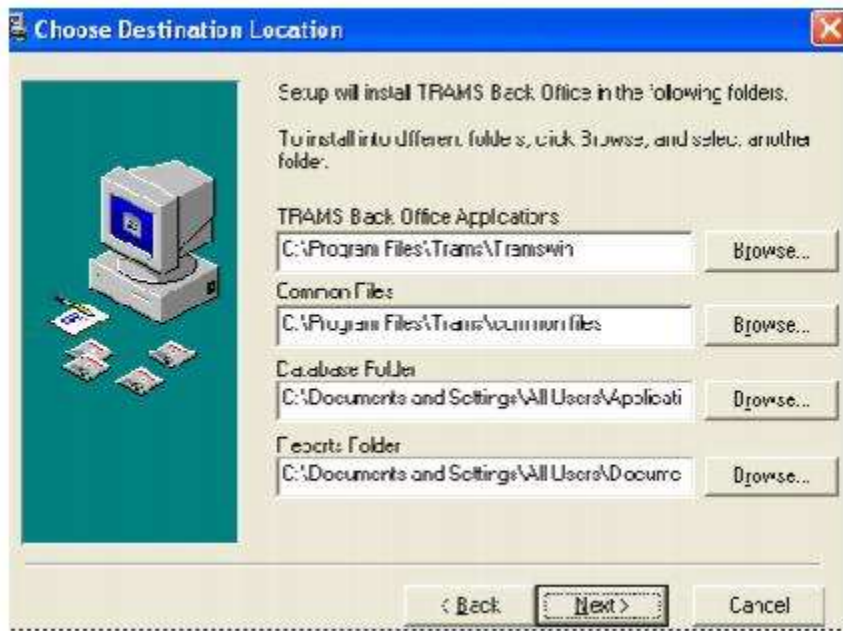 Choose Destination Location
Setup will install TRAMS Back Office in the following folders.
To install into different folders, click Browse, and select another
folder.
TRAMS Back Office Applications
C:\Program Files\Trams\Tramswin
Browse...
Common Files
C:\Program Files\Trams\common files
Browse...
Database Folder
C:\Documents and Settings\All Users\Applicati
Browse...
Reports Folder
C:\Documents and Settings\All Users\Docume
Browse...
< Back
Next >
Cancel